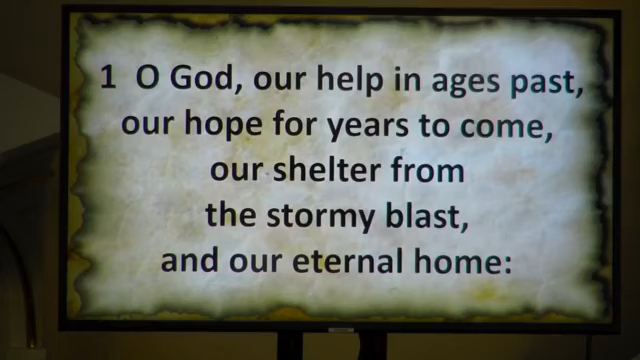 1 O God, our help in ages past,
our hope for years to come,
our shelter from
the stormy blast,
and our eternal home: